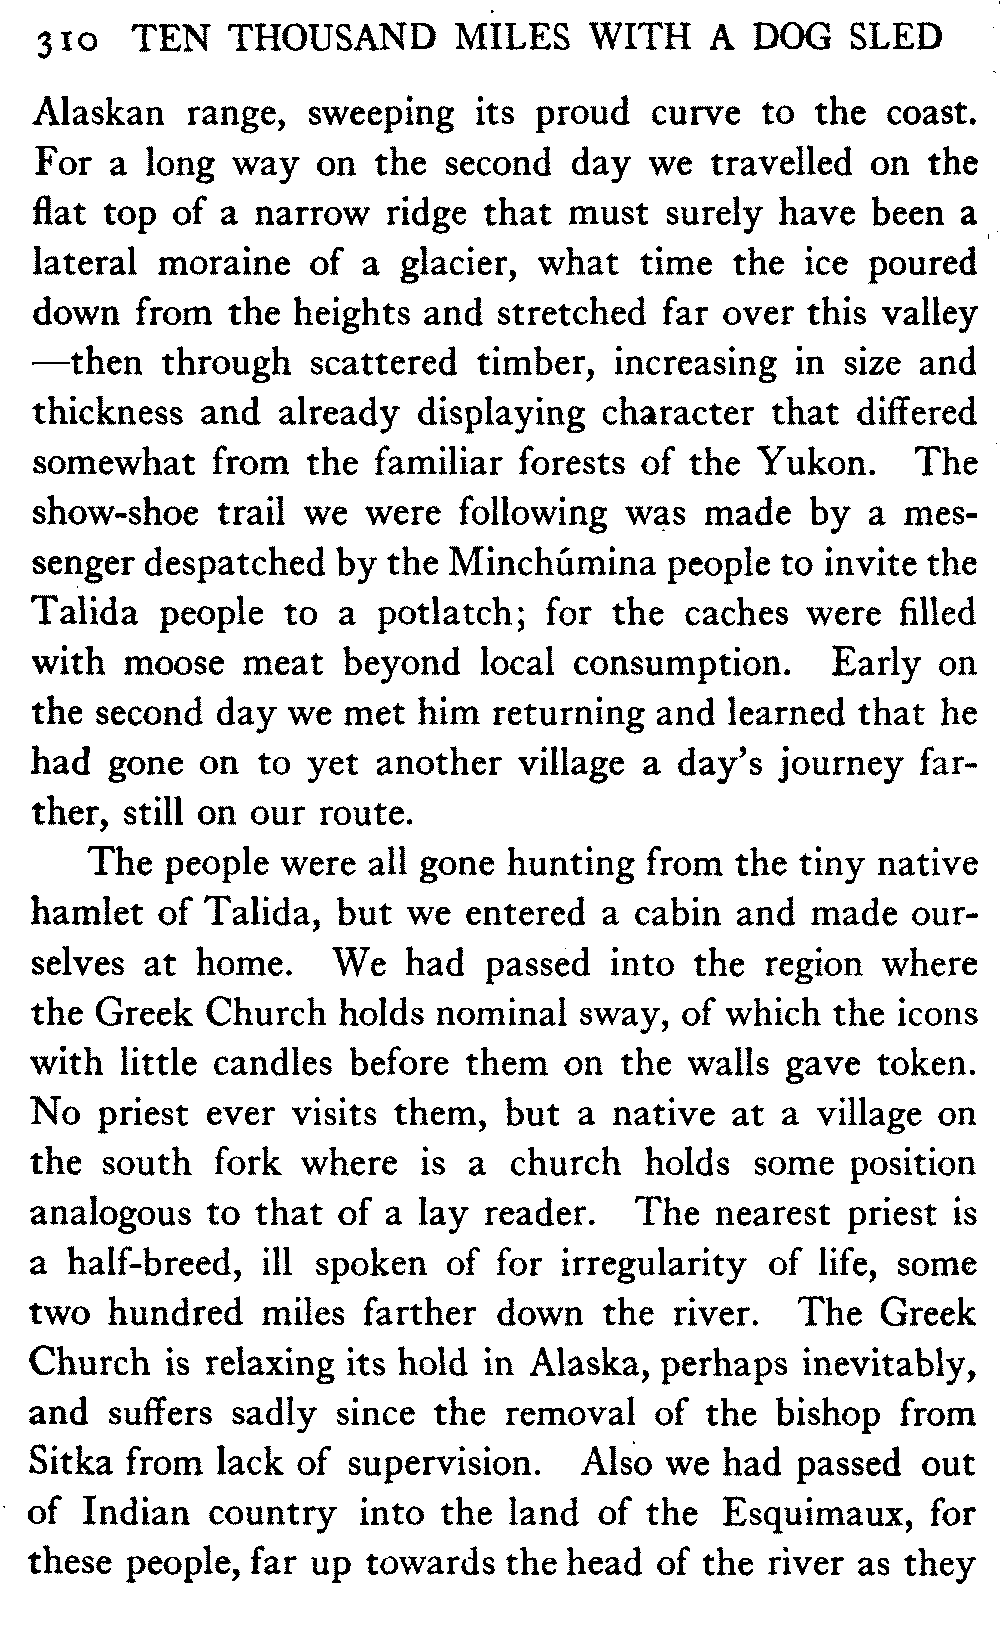 310 TEN THOUSAND MILES WITH A DOG SLED
Alaskan range, sweeping its proud curve to the coast.
For a long way on the second day we travelled on the
flat top of a narrow ridge that must surely have been a
lateral moraine of a glacier, what time the ice poured
down from the heights and stretched far over this valley
—then through scattered timber, increasing in size and
thickness and already displaying character that differed
somewhat from the familiar forests of the Yukon. The
show-shoe trail we were following was made by a mes-
senger despatched by the Minchúmina people to invite the
Talida people to a potlatch; for the caches were filled
with moose meat beyond local consumption. Early on
the second day we met him returning and learned that he
had gone on to yet another village a day's journey far-
ther, still on our route.
The people were all gone hunting from the tiny native
hamlet of Talida, but we entered a cabin and made our-
selves at home. We had passed into the region where
the Greek Church holds nominal sway, of which the icons
with little candles before them on the walls gave token.
No priest ever visits them, but a native at a village on
the south fork where is a church holds some position
analogous to that of a lay reader. The nearest priest is
a half-breed, ill spoken of for irregularity of life, some
two hundred miles farther down the river. The Greek
Church is relaxing its hold in Alaska, perhaps inevitably,
and suffers sadly since the removal of the bishop from
Sitka from lack of supervision. Also we had passed out
of Indian country into the land of the Esquimaux, for
these people, far up towards the head of the river as they